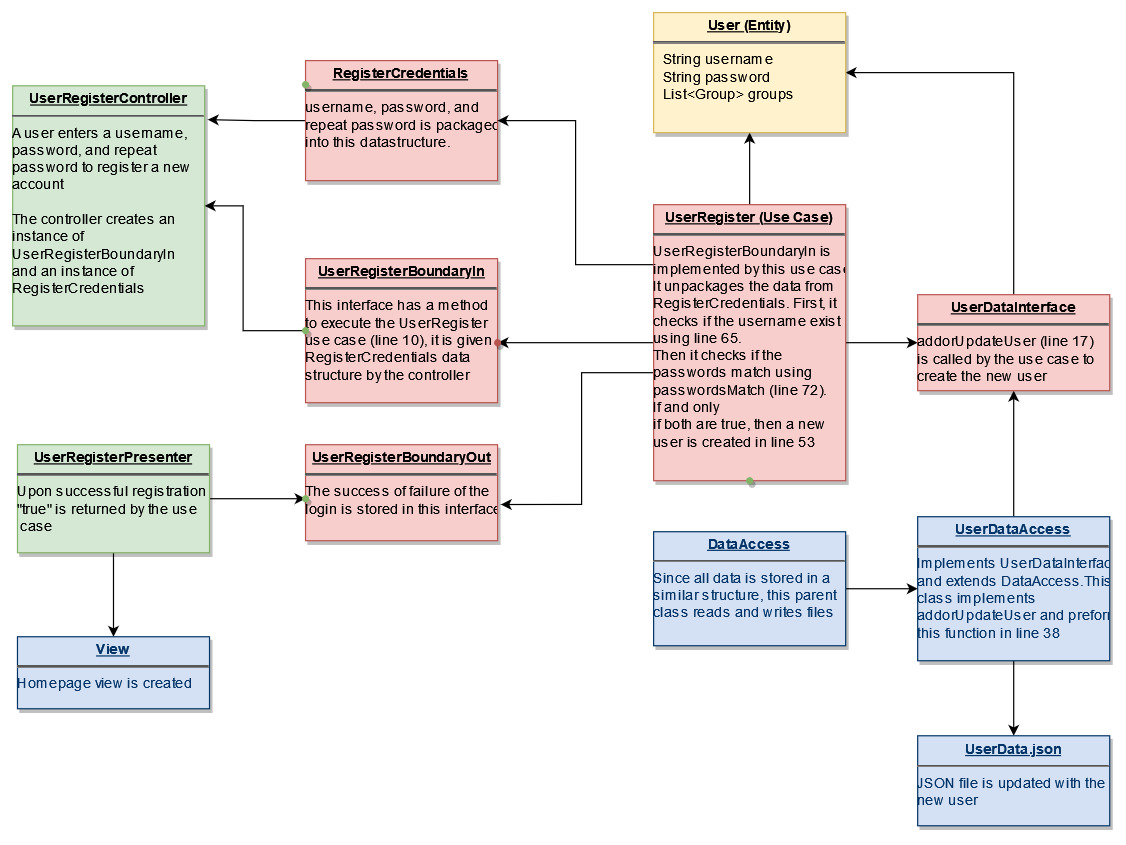 User (Entity)
String username
String password
List<Group> groups
RegisterCredentials
username, password, and
repeat password is packaged
into this datastructure.
UserRegisterController
A user enters a username,
password, and repeat
password to register a new
account
The controller creates an
instance of
UserRegisterBoundaryIn
and an instance of
RegisterCredentials
UserRegister (Use Case)
UserRegisterBoundaryIn is
implemented by this use case
It unpackages the data from
RegisterCredentials. First, it
checks if the username exist
using line 65.
Then it checks if the
passwords match using
passwordsMatch (line 72).
If and only
if both are true, then a new
user is created in line 53
UserRegisterBoundaryIn
This interface has a method
to execute the UserRegister
use case (line 10), it is given
RegisterCredentials data
structure by the controller
UserDataInterface
addorUpdateUser (line 17)
is called by the use case to
create the new user
UserRegisterPresenter
Upon successful registration
"true" is returned by the use
case
UserRegisterBoundaryOut
The success of failure of the
login is stored in this interface
DataAccess
Since all data is stored in a
similar structure, this parent
class reads and writes files
UserDataAccess
Implements UserDataInterfac
and extends DataAccess.This
class implements
addorUpdateUser and preforn
this function in line 38
View
Homepage view is created
UserData.json
JSON file is updated with the
new user